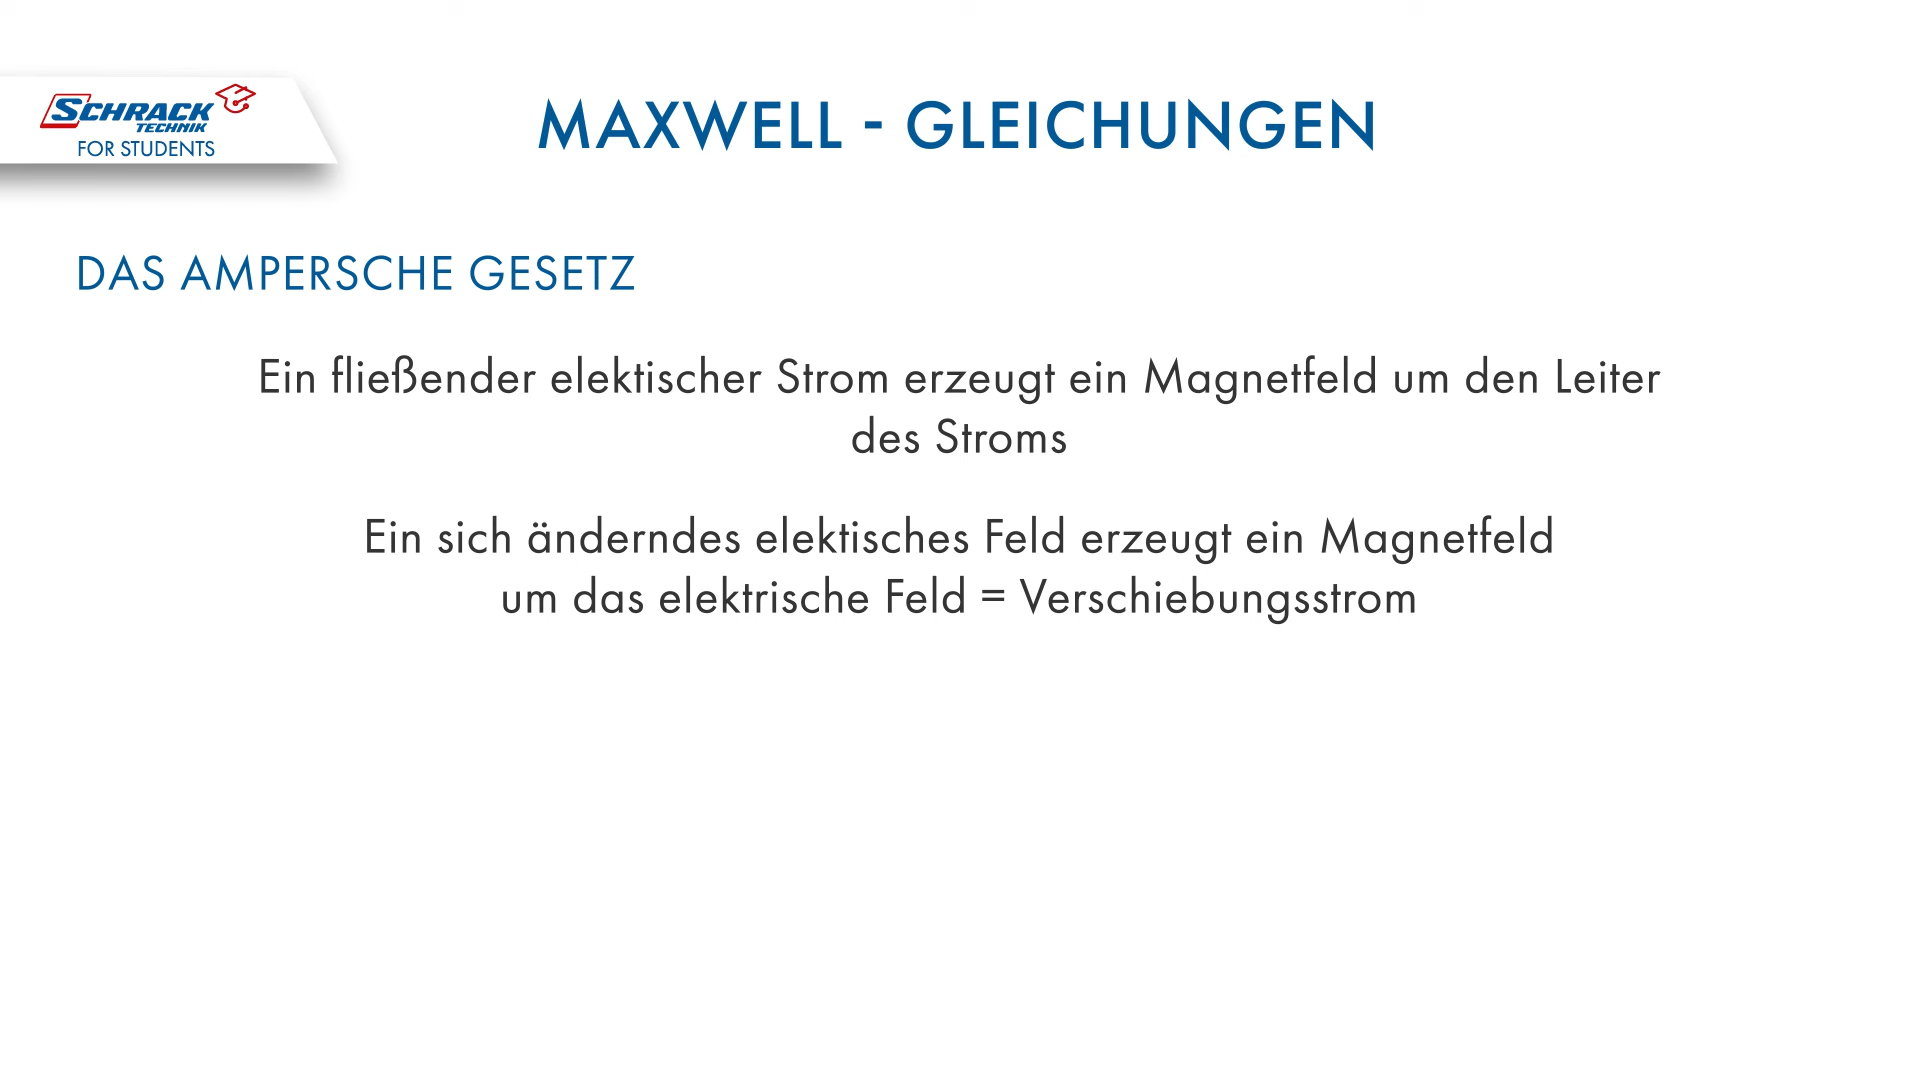 SCHRACK
TECHNIK
FOR STUDENTS
MAXWELL - GLEICHUNGEN
DAS AMPERSCHE GESETZ
Ein fließender elektischer Strom erzeugt ein Magnetfeld um den Leiter
des Stroms
Ein sich änderndes elektisches Feld erzeugt ein Magnetfeld
um das elektrische Feld = Verschiebungsstrom